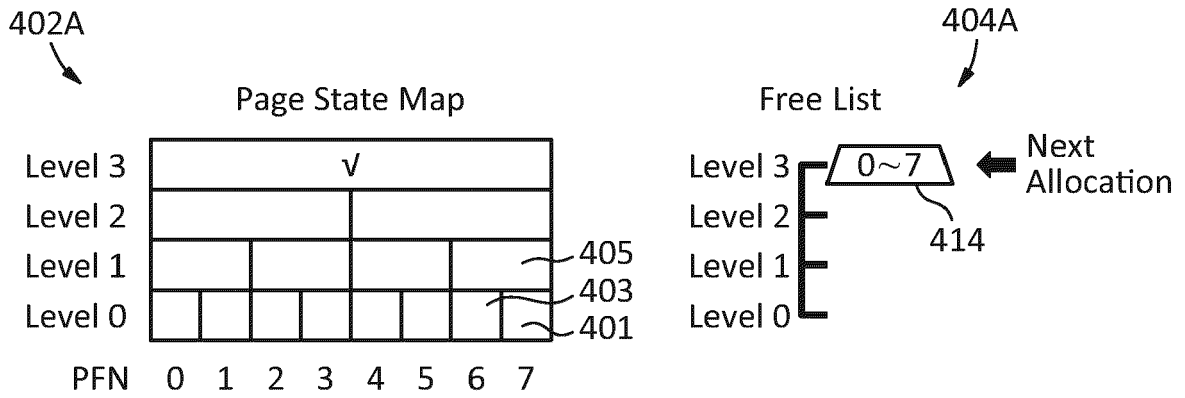 402A
404A
Page State Map
Free List
Level 3 √
Level 3 0~7
Next
Allocation
Level 2
Level 2
414
Level 1 405
Level 1
403
Level 0 401
Level 0
PFN 0 1 2 3 4 5 6 7